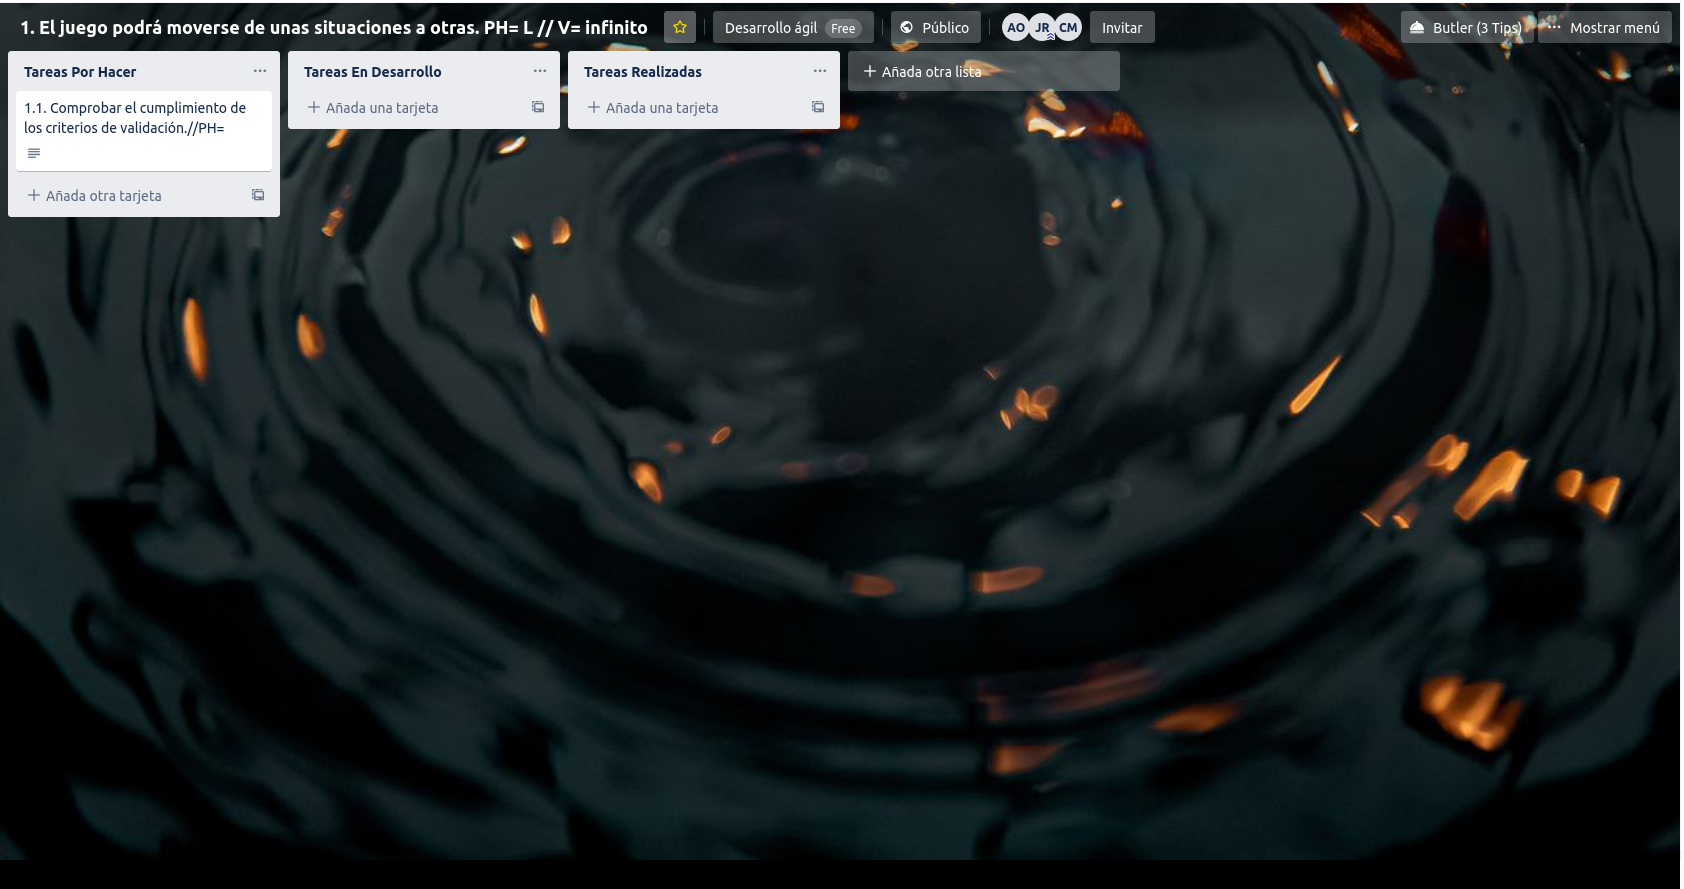 1. El juego podrá moverse de unas situaciones a otras. PH= L // V= infinito
Desarrollo ágil Free
Público
AO JR CM
Invitar
Butler (3 Tips)
Mostrar menú
Tareas Por Hacer
1.1. Comprobar el cumplimiento de
los criterios de validación.//PH=
Añada otra tarjeta
Tareas En Desarrollo
Añada una tarjeta
Tareas Realizadas
Añada una tarjeta
Añada otra lista